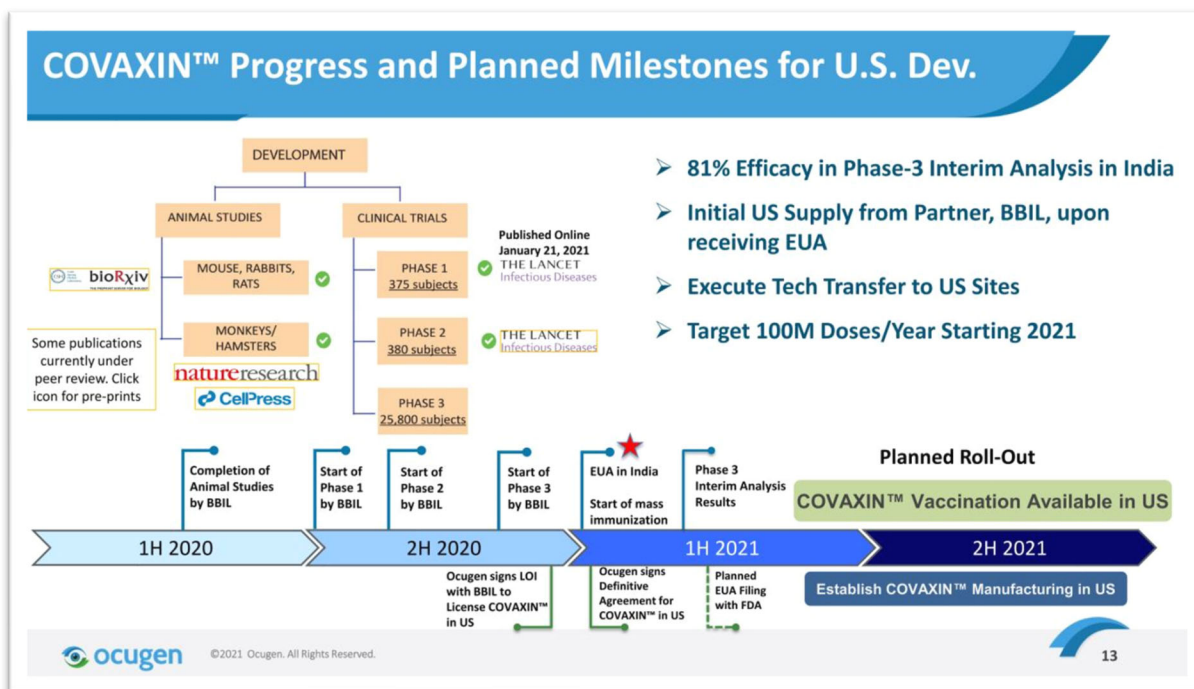 COVAXIN™ Progress and Planned Milestones for U.S. Dev.
DEVELOPMENT
ANIMAL STUDIES
CLINICAL TRIALS
bioRxiv
MOUSE, RABBITS,
RATS
MONKEYS/
HAMSTERS
Some publications
currently under
peer review. Click
icon for pre-prints
natureresearch
CellPress
Published Online
January 21, 2021
PHASE 1
375 subjects
THE LANCET
Infectious Diseases
PHASE 2
380 subjects
THE LANCET
Infectious Diseases
PHASE 3
25,800 subjects
➤ 81% Efficacy in Phase-3 Interim Analysis in India
➤ Initial US Supply from Partner, BBIL, upon
receiving EUA
➤ Execute Tech Transfer to US Sites
➤ Target 100M Doses/Year Starting 2021
Completion of
Animal Studies
by BBIL
Start of
Phase 1
by BBIL
Start of
Phase 2
by BBIL
Start of
Phase 3
by BBIL
EUA in India
Start of mass
immunization
Phase 3
Interim Analysis
Results
Planned Roll-Out
COVAXIN™ Vaccination Available in US
1H 2020
2H 2020
1H 2021
2H 2021
Ocugen signs LOI
with BBIL to
License COVAXIN™
in US
Ocugen signs
Definitive
Agreement for
COVAXIN™ in US
Planned
EUA Filing
with FDA
Establish COVAXIN™ Manufacturing in US
ocugen
©2021 Ocugen. All Rights Reserved.
13